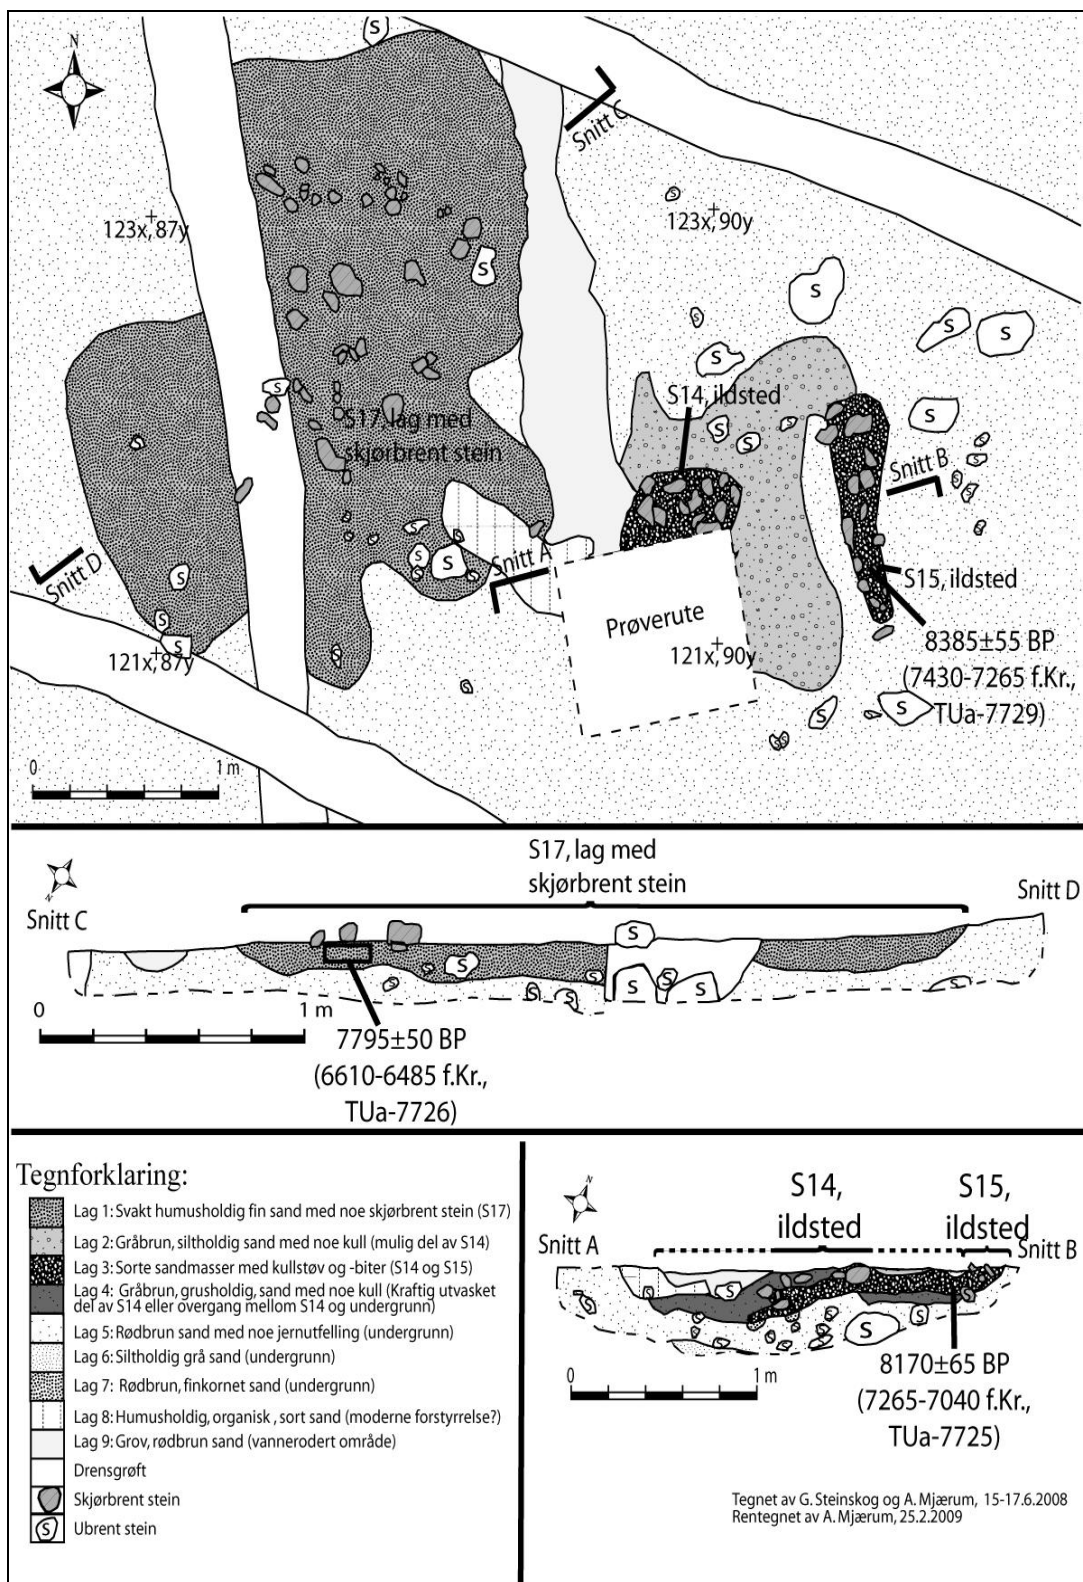 N
S
Snitt C
123x, 87y
123x, 90y
S
S
S
S
S
S
S14, ildsted
S17, lag med
skjørbrent stein
S
S
S
Snitt B
Snitt D
Snitt A
S15, ildsted
Prøverute
121x, 87y
121x, 90y
8385±55 BP
(7430-7265 f.Kr.,
TUa-7729)
S
S
0 1 m
S17, lag med
skjørbrent stein
Snitt C
Snitt D
N
S
S
S
S
S
0 1 m
7795±50 BP
(6610-6485 f.Kr.,
TUa-7726)
Tegnforklaring:
Lag 1: Svakt humusholdig fin sand med noe skjørbrent stein (S17)
Lag 2: Gråbrun, siltholdig sand med noe kull (mulig del av S14)
Lag 3: Sorte sandmasser med kullstøv og -biter (S14 og S15)
Lag 4: Gråbrun, grusholdig, sand med noe kull (Kraftig utvasket
del av S14 eller overgang mellom S14 og undergrunn)
Lag 5: Rødbrun sand med noe jernutfelling (undergrunn)
Lag 6: Siltholdig grå sand (undergrunn)
Lag 7: Rødbrun, finkornet sand (undergrunn)
Lag 8: Humusholdig, organisk , sort sand (moderne forstyrrelse?)
Lag 9: Grov, rødbrun sand (vannerodert område)
Drensgrøft
Skjørbrent stein
S Ubrent stein
N
S14,
ildsted
S15,
ildsted
Snitt A
Snitt B
S
S
0 1 m
8170±65 BP
(7265-7040 f.Kr.,
TUa-7725)
Tegnet av G. Steinskog og A. Mjærum, 15-17.6.2008
Rentegnet av A. Mjærum, 25.2.2009